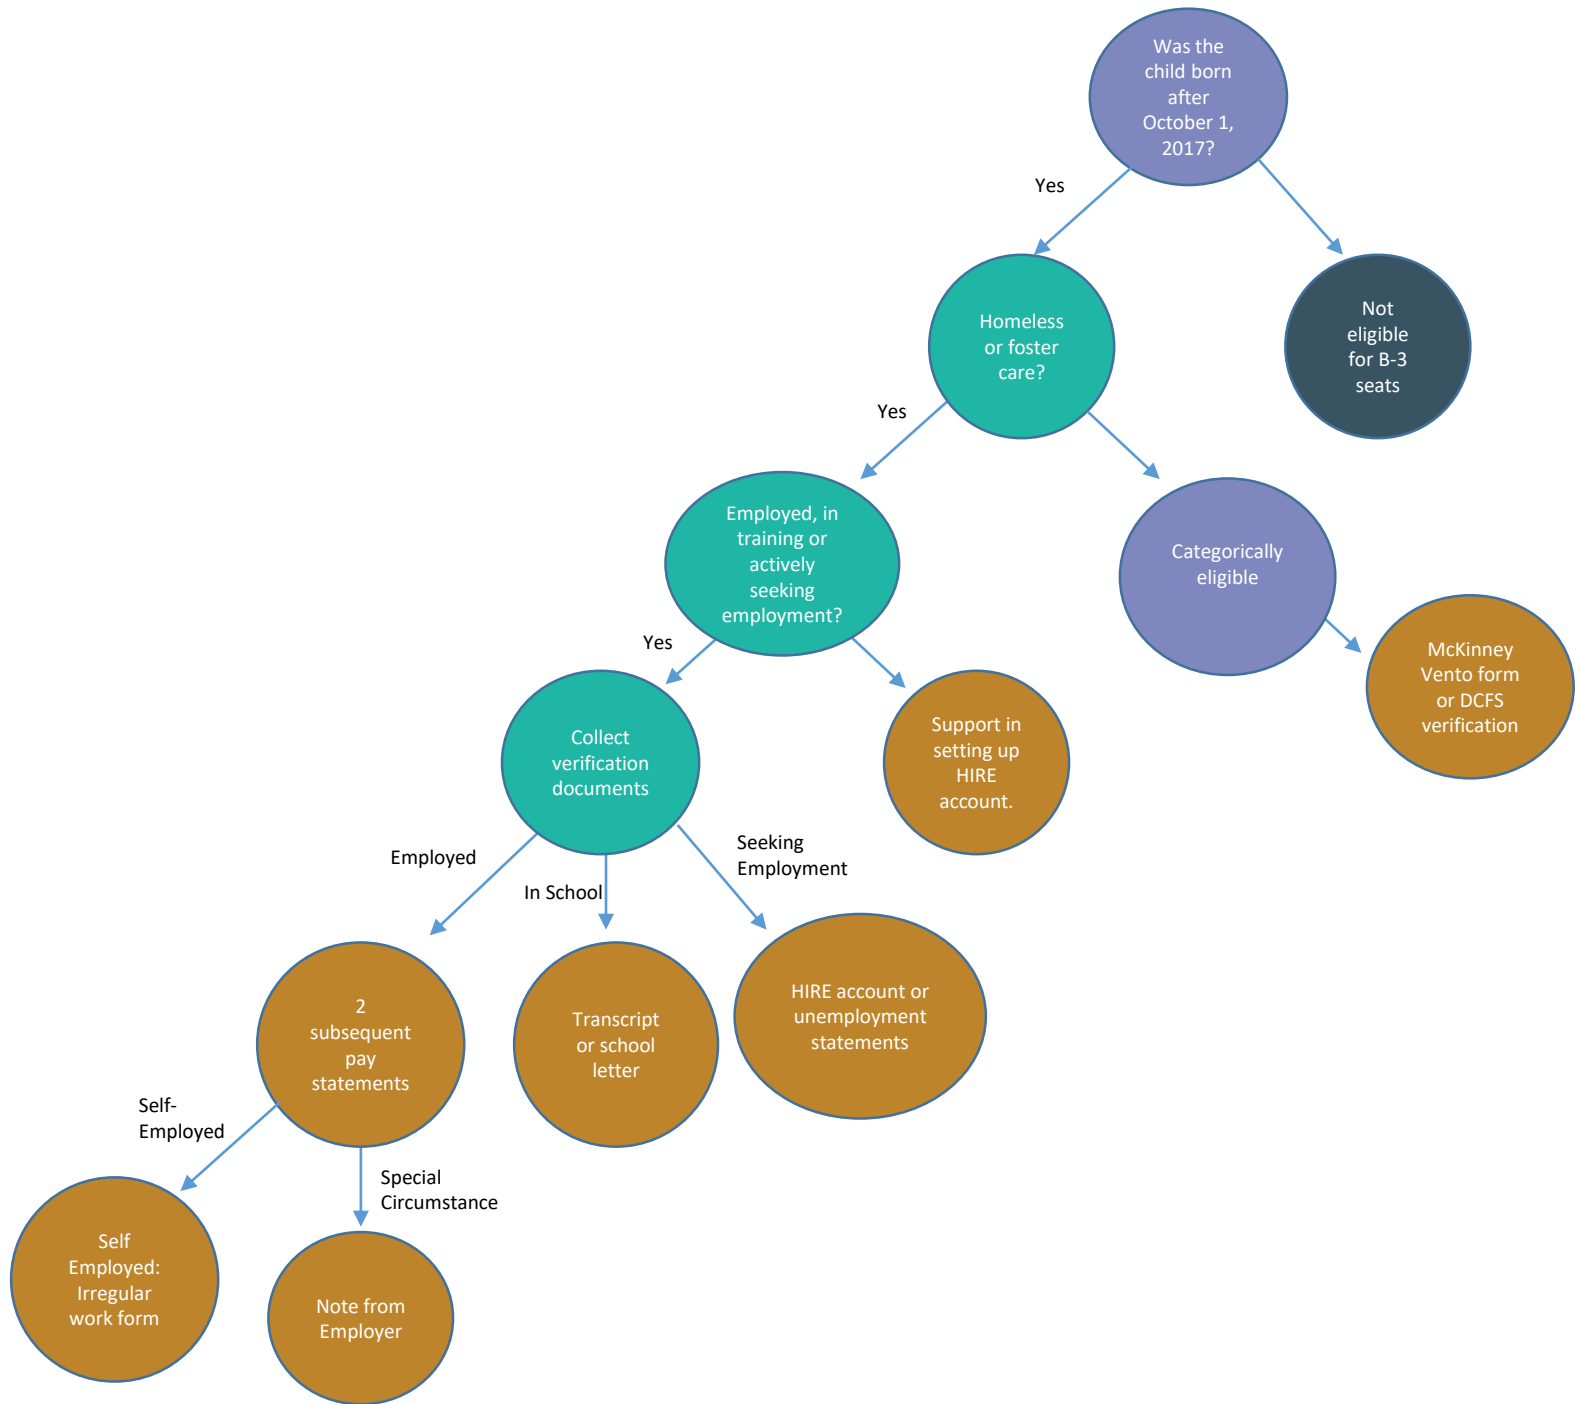 Was the
child born
after
October 1,
2017?
Yes
Homeless
or foster
care?
Not
eligible
for B-3
seats
Yes
Employed, in
training or
actively
seeking
employment?
Categorically
eligible
Yes
McKinney
Vento form
or DCFS
verification
Collect
verification
documents
Support in
setting up
HIRE
account.
Employed
In School
Seeking
Employment
2
subsequent
pay
statements
Transcript
or school
letter
HIRE account or
unemployment
statements
Self-
Employed
Special
Circumstance
Self
Employed:
Irregular
work form
Note from
Employer